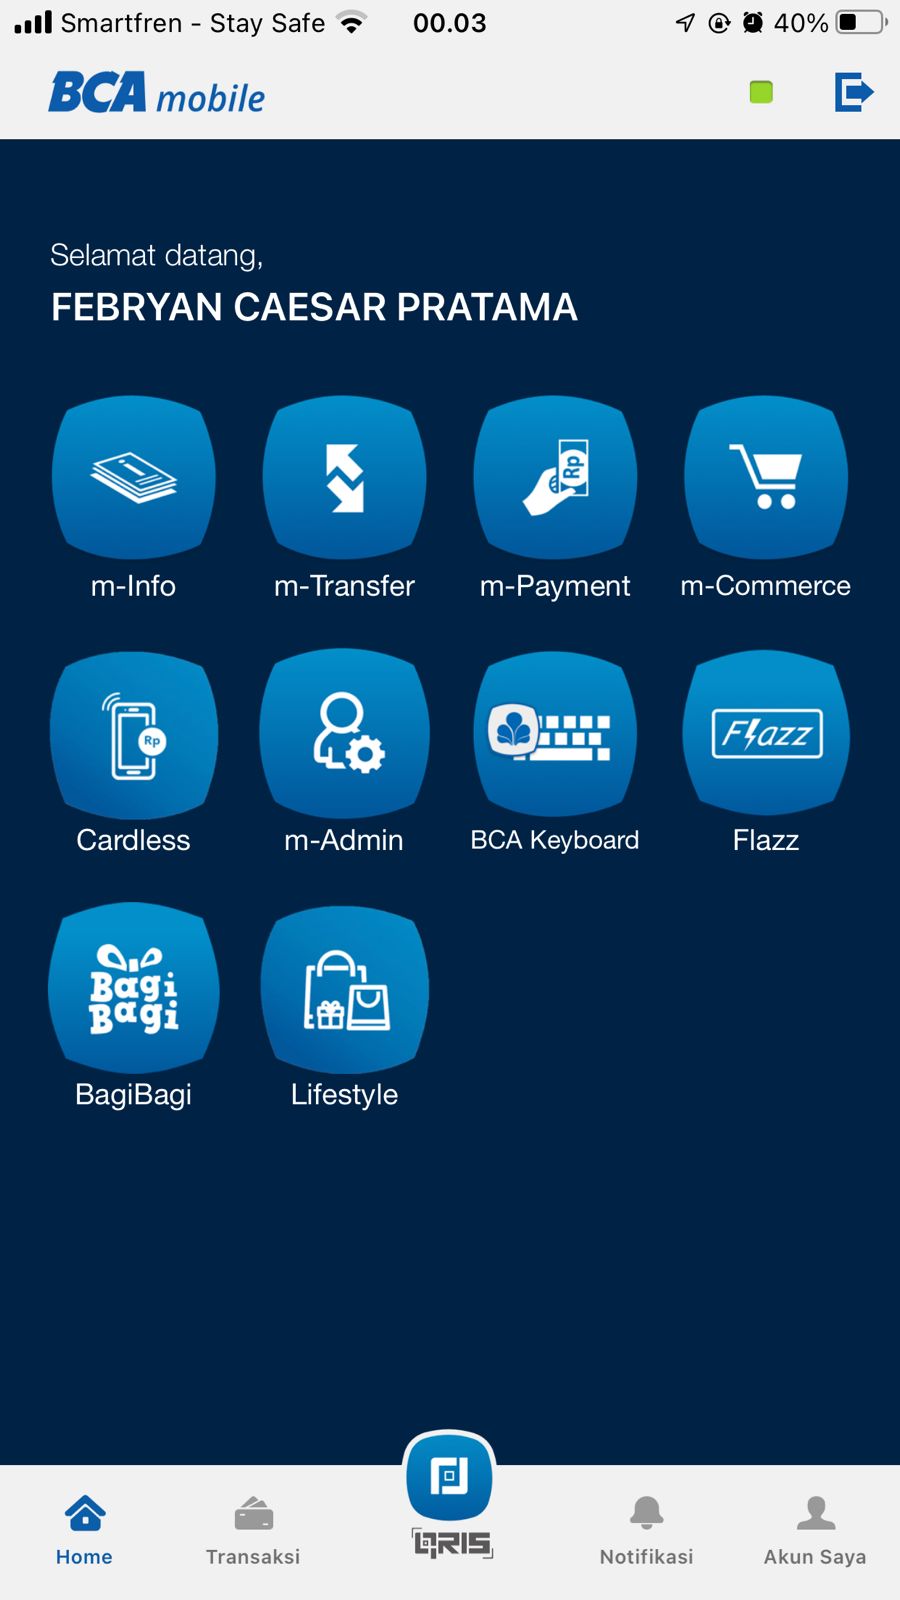 Smartfren - Stay Safe 00.03 40%
BCA mobile
Selamat datang,
FEBRYAN CAESAR PRATAMA
Rp
m-Info m-Transfer m-Payment m-Commerce
Rp Flazz
Cardless m-Admin BCA Keyboard Flazz
Bagi
Bagi
BagiBagi Lifestyle
QRIS
Home Transaksi Notifikasi Akun Saya